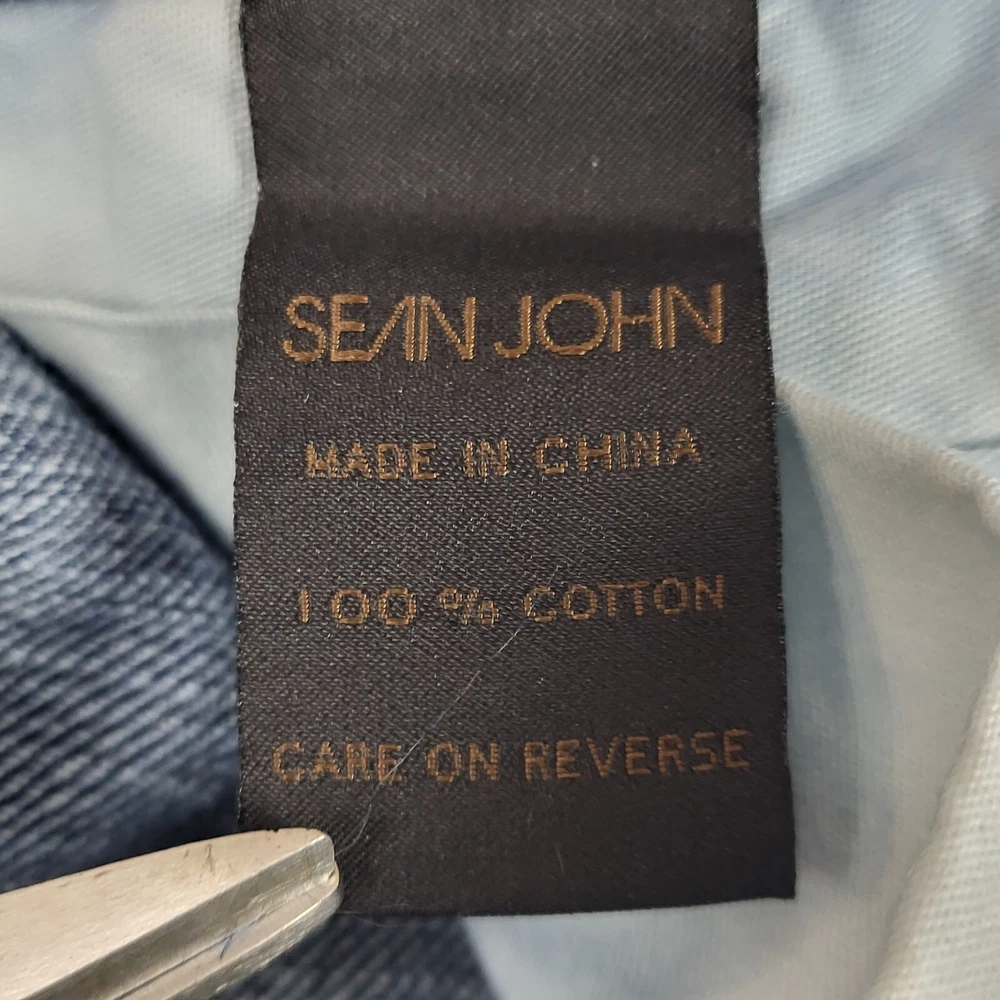 SEAN JOHN
MADE IN CHINA
100 % COTTON
CARE ON REVERSE